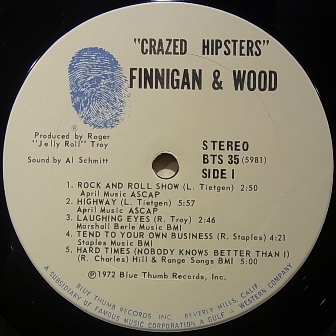 "CRAZED HIPSTERS"
FINNIGAN & WOOD
®
Produced by Roger
"Jelly Roll" Troy
Sound by Al Schmitt
STEREO
BTS 35 (5981)
SIDE I
1. ROCK AND ROLL SHOW (L. Tietgen) 2:50
April Music ASCAP
2. HIGHWAY (L. Tietgen) 5:57
April Music ASCAP
3. LAUGHING EYES (R. Troy) 2:46
Marshall Berle Music BMI
4. TEND TO YOUR OWN BUSINESS (R. Staples) 4:21
Staples Music BMI
5. HARD TIMES (NOBODY KNOWS BETTER THAN I)
(R. Charles) Hill & Range Songs BMI 5:00
Ⓟ1972 Blue Thumb Records, Inc.
BLUE THUMB RECORDS INC. BEVERLY HILLS, CALIF.
A SUBSIDIARY OF FAMOUS MUSIC CORPORATION A GULF + WESTERN COMPANY